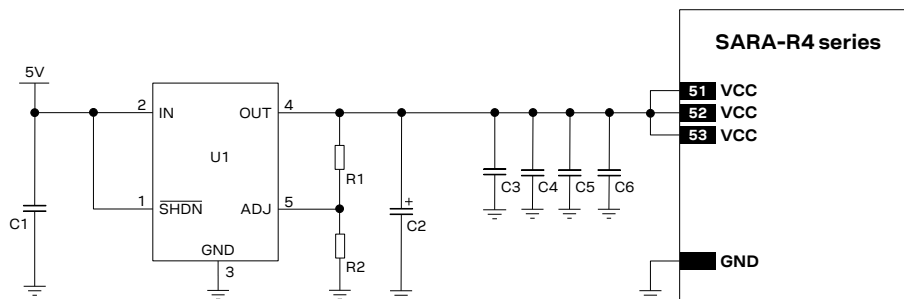 SARA-R4 series
5V
2 IN OUT 4
51 VCC
52 VCC
53 VCC
U1
R1
C3 C4 C5 C6
1 SHDN ADJ 5
C1
C2
GND
3
R2
GND